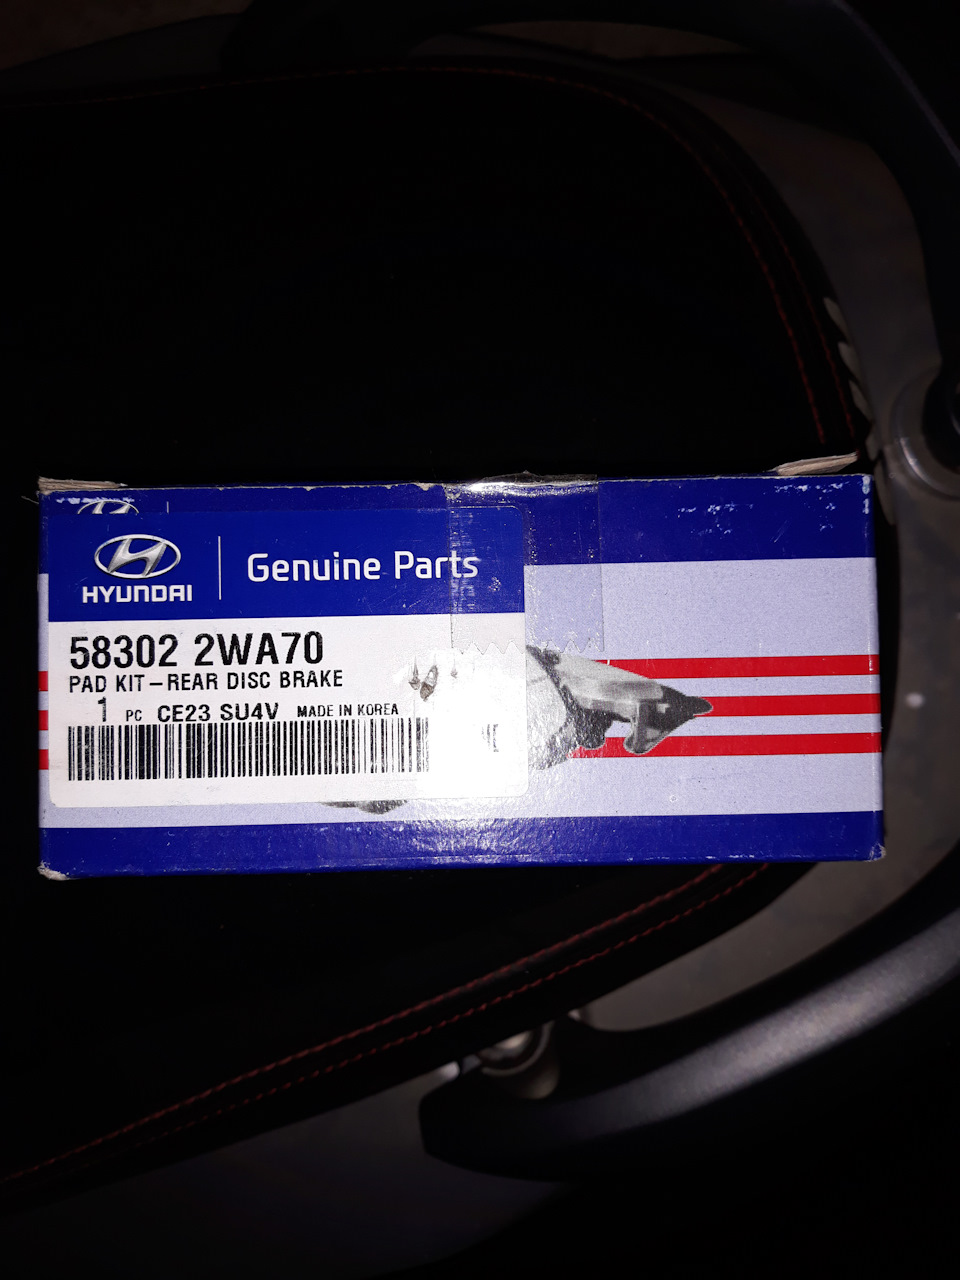 HYUNDAI
Genuine Parts
58302 2WA70
PAD KIT-REAR DISC BRAKE
1 PC CE23 SU4V MADE IN KOREA